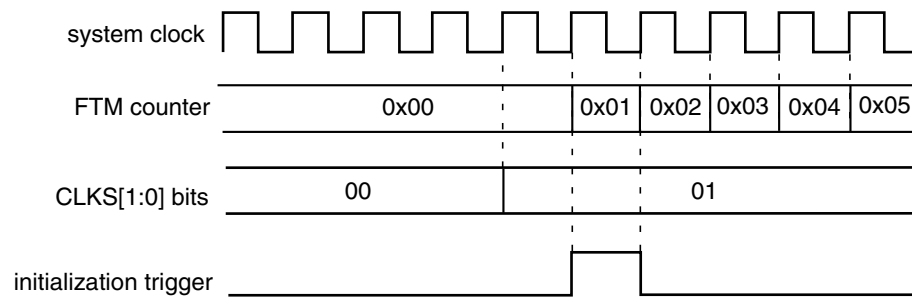 system clock
FTM counter 0x00 0x01 0x02 0x03 0x04 0x05
CLKS[1:0] bits 00 01
initialization trigger